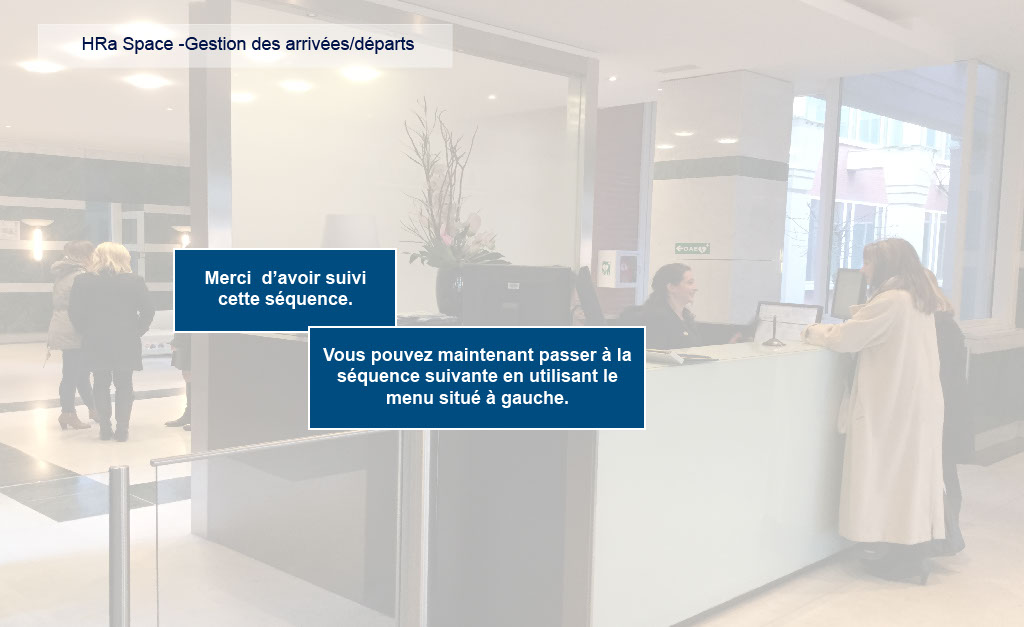 HRa Space -Gestion des arrivées/départs
Merci  d’avoir suivi
cette séquence.
Vous pouvez maintenant passer à la
séquence suivante en utilisant le
menu situé à gauche.